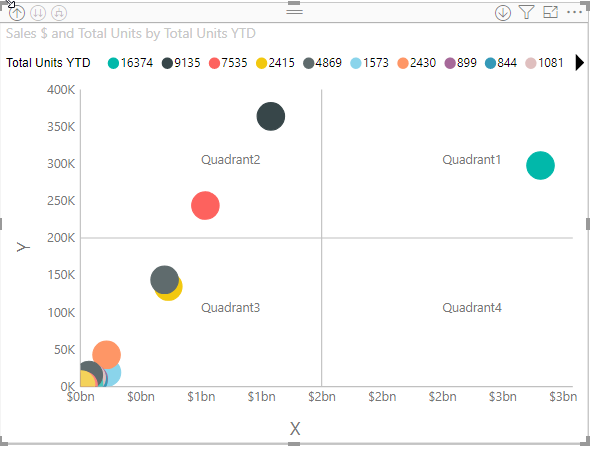 Sales $ and Total Units by Total Units YTD
Total Units YTD 16374 9135 7535 2415 4869 1573 2430 899 844 1081
400K
350K
300K
Quadrant2 Quadrant1
250K
200K
Y
150K
100K
Quadrant3 Quadrant4
50K
0K
$0bn $0bn $1bn $1bn $2bn $2bn $2bn $3bn $3bn
X